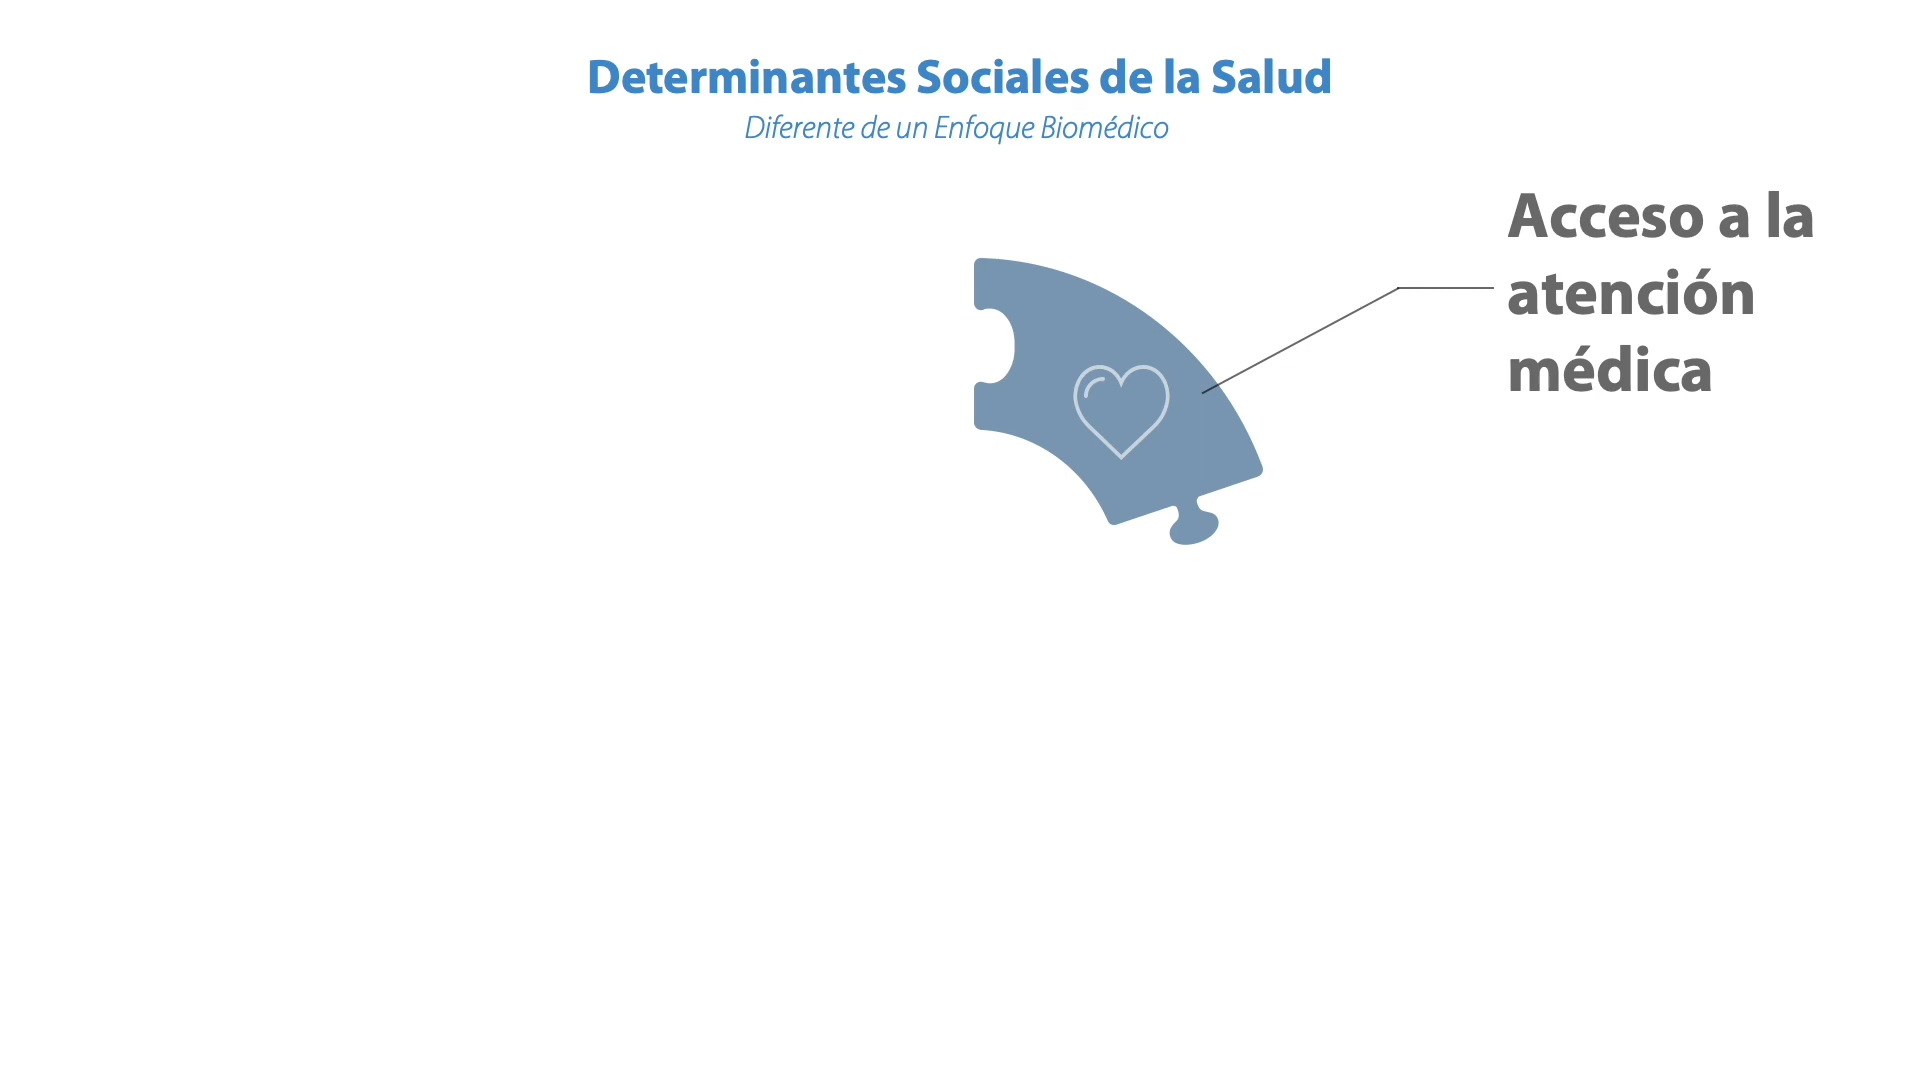 Determinantes Sociales de la Salud
Diferente de un Enfoque Biomédico
Acceso a la
atención
médica